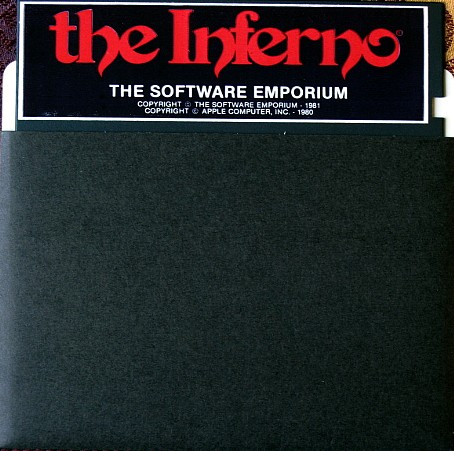 the Inferno©
THE SOFTWARE EMPORIUM
COPYRIGHT © THE SOFTWARE EMPORIUM - 1981
COPYRIGHT © APPLE COMPUTER, INC. - 1980